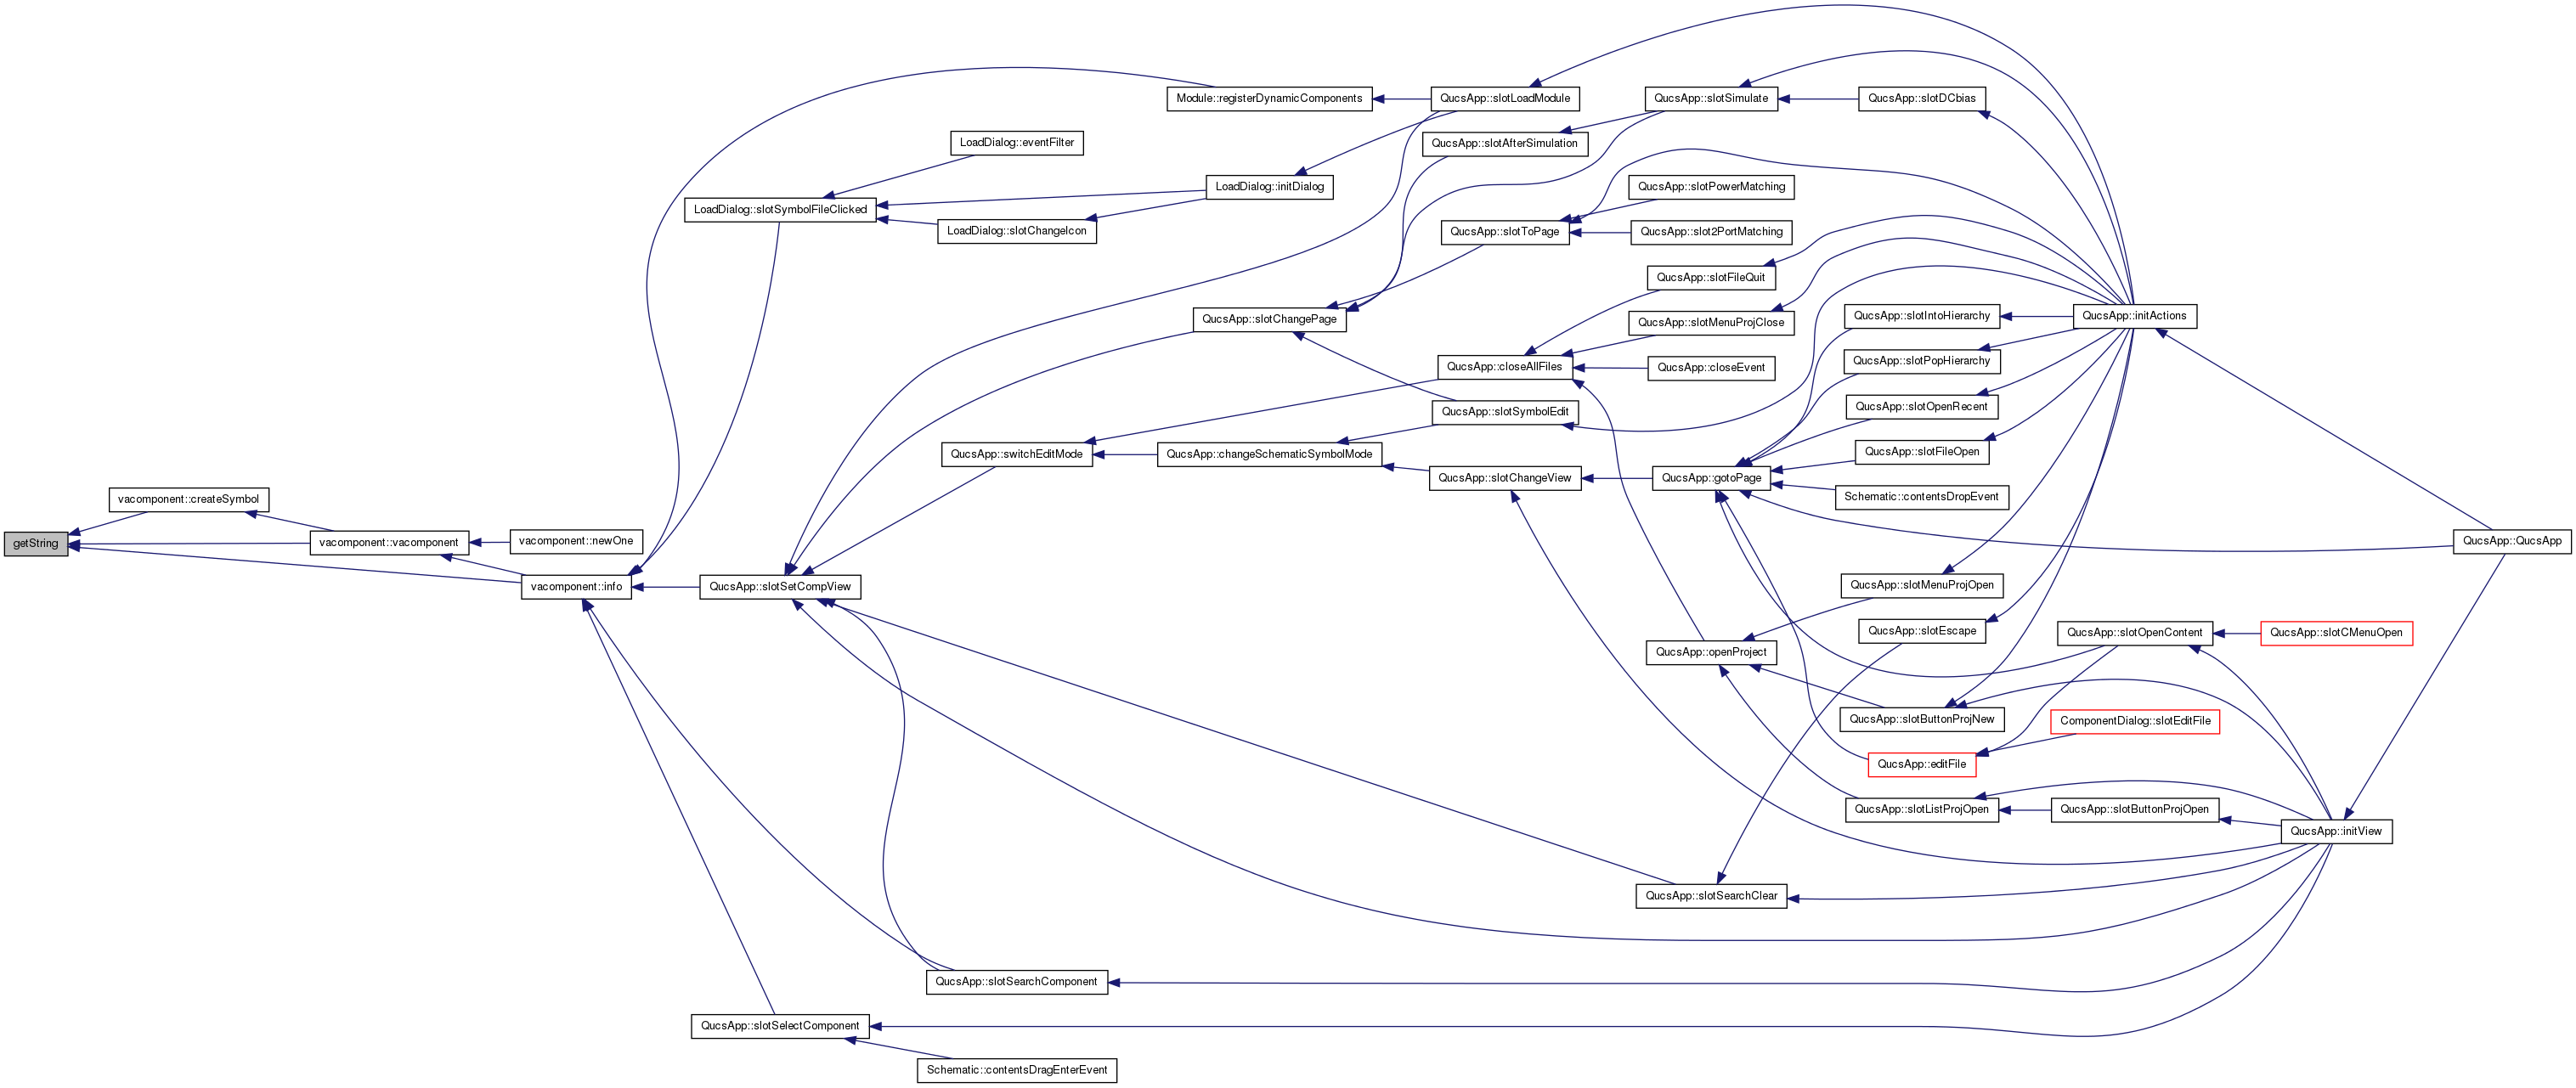 getString
vacomponent::createSymbol
vacomponent::vacomponent
vacomponent::newOne
vacomponent::info
Module::registerDynamicComponents
LoadDialog::eventFilter
LoadDialog::slotSymbolFileClicked
LoadDialog::slotChangeIcon
LoadDialog::initDialog
QucsApp::slotSetCompView
QucsApp::slotSearchComponent
QucsApp::slotSelectComponent
Schematic::contentsDragEnterEvent
QucsApp::slotChangePage
QucsApp::switchEditMode
QucsApp::changeSchematicSymbolMode
QucsApp::slotLoadModule
QucsApp::slotAfterSimulation
QucsApp::slotToPage
QucsApp::closeAllFiles
QucsApp::slotSymbolEdit
QucsApp::slotChangeView
QucsApp::slotSimulate
QucsApp::slotPowerMatching
QucsApp::slot2PortMatching
QucsApp::slotFileQuit
QucsApp::slotMenuProjClose
QucsApp::closeEvent
QucsApp::gotoPage
QucsApp::openProject
QucsApp::slotSearchClear
QucsApp::slotDCbias
QucsApp::slotIntoHierarchy
QucsApp::slotPopHierarchy
QucsApp::slotOpenRecent
QucsApp::slotFileOpen
Schematic::contentsDropEvent
QucsApp::slotMenuProjOpen
QucsApp::slotEscape
QucsApp::slotButtonProjNew
QucsApp::editFile
QucsApp::slotListProjOpen
QucsApp::initActions
QucsApp::slotOpenContent
ComponentDialog::slotEditFile
QucsApp::slotButtonProjOpen
QucsApp::slotCMenuOpen
QucsApp::initView
QucsApp::QucsApp